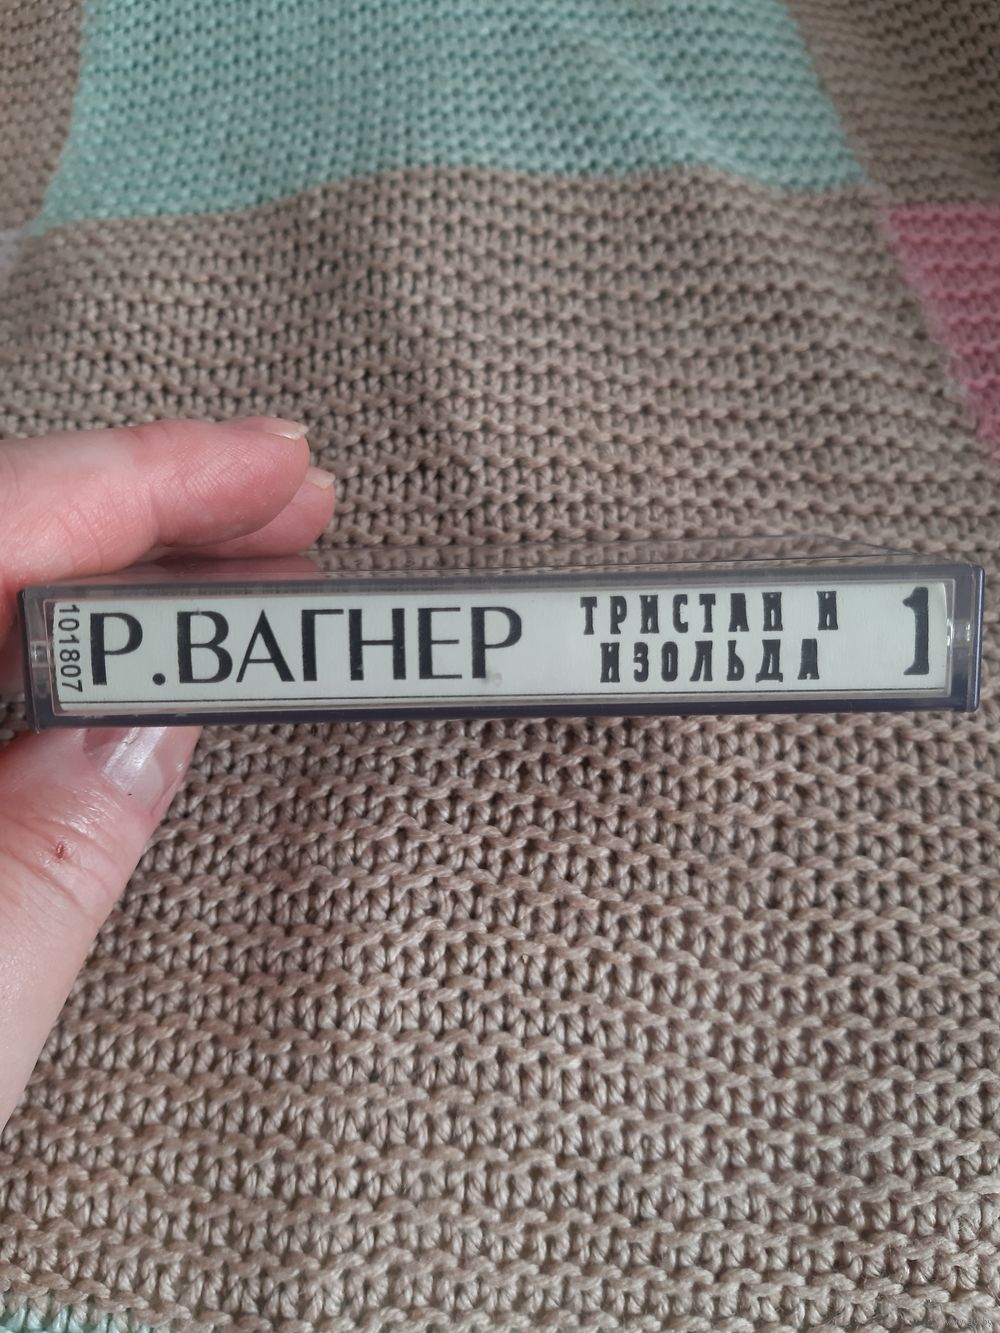 101807
Р.ВАГНЕР
ТРИСТАН И
ИЗОЛЬДА
1